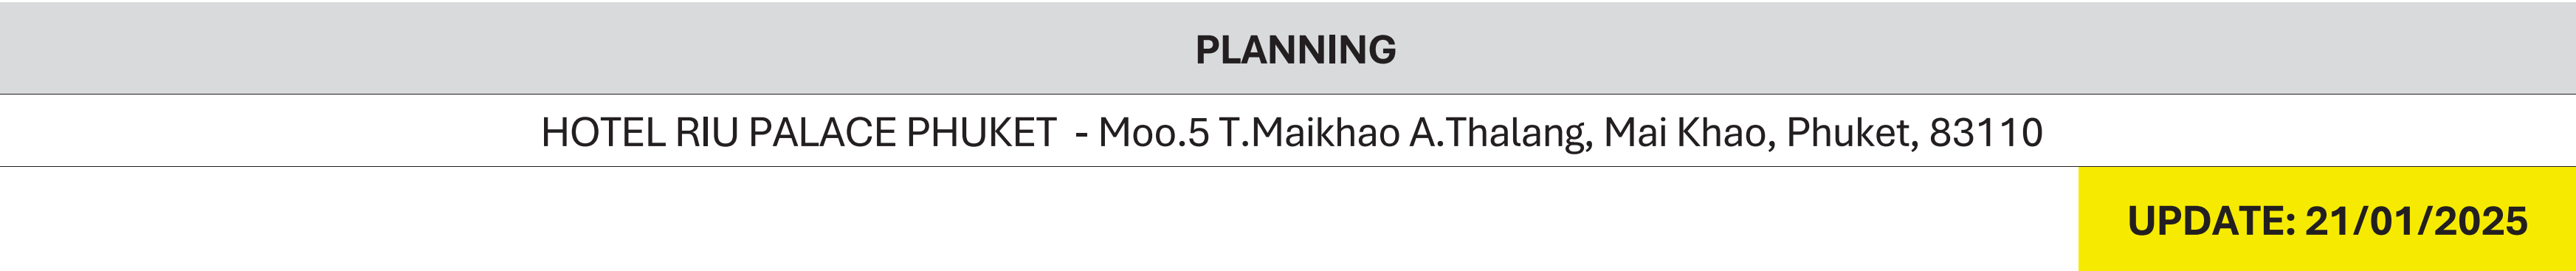 PLANNING
HOTEL RIU PALACE PHUKET - Moo.5 T.Maikhao A.Thalang, Mai Khao, Phuket, 83110
UPDATE: 21/01/2025